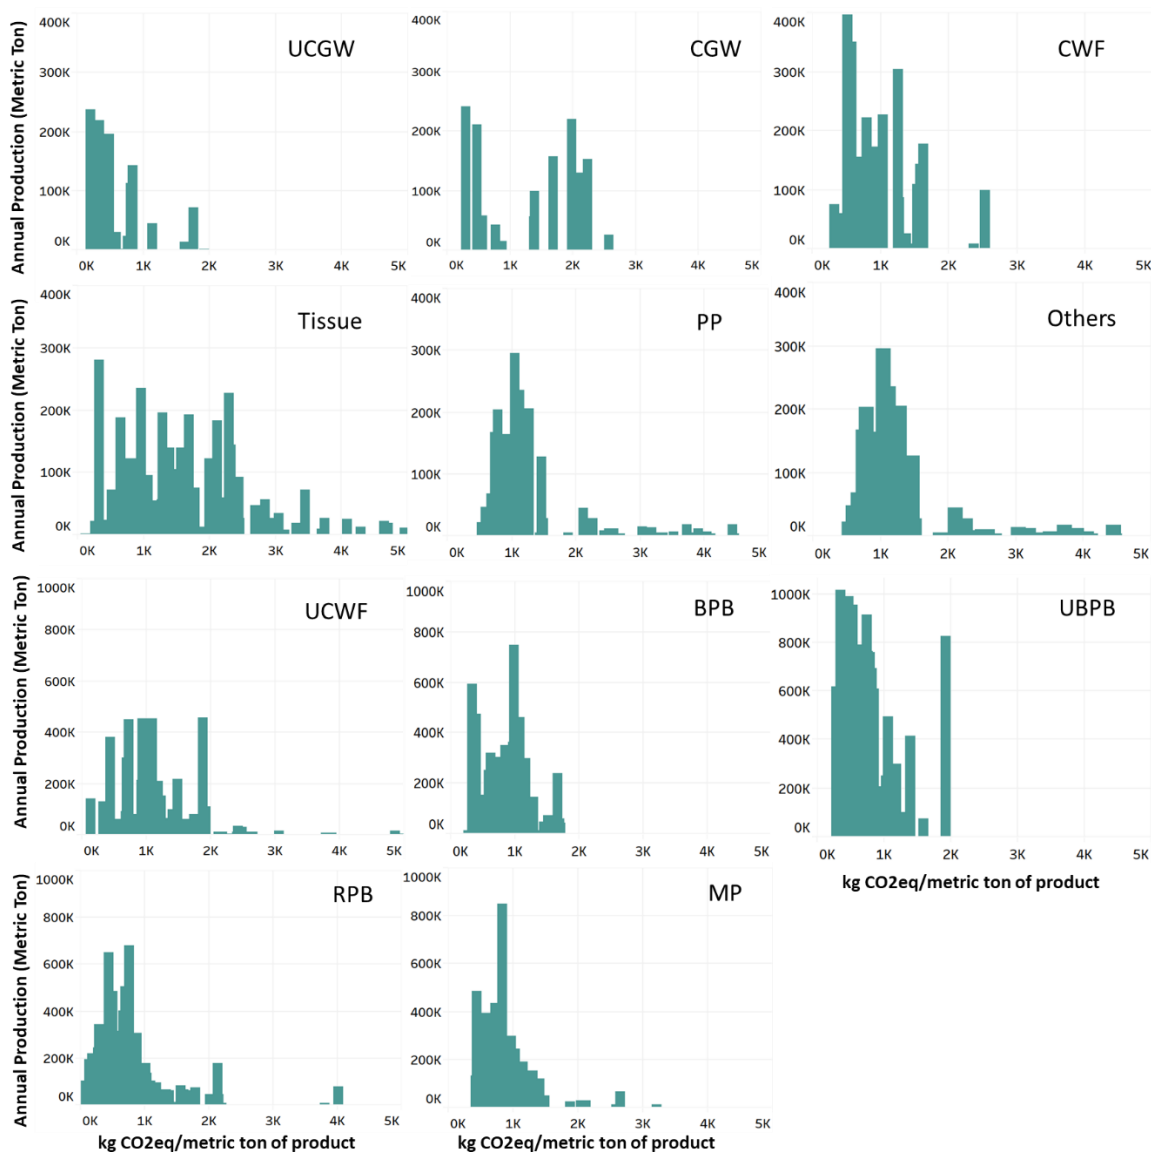 Annual Production (Metric Ton)
UCGW
400K
300K
200K
100K
0K
0K 1K 2K 3K 4K 5K
CGW
400K
300K
200K
100K
0K
0K 1K 2K 3K 4K 5K
CWF
400K
300K
200K
100K
0K
0K 1K 2K 3K 4K 5K
Annual Production (Metric Ton)
Tissue
400K
300K
200K
100K
0K
0K 1K 2K 3K 4K 5K
PP
400K
300K
200K
100K
0K
0K 1K 2K 3K 4K 5K
Others
400K
300K
200K
100K
0K
0K 1K 2K 3K 4K 5K
Annual Production (Metric Ton)
UCWF
1000K
800K
600K
400K
200K
0K
0K 1K 2K 3K 4K 5K
BPB
1000K
800K
600K
400K
200K
0K
0K 1K 2K 3K 4K 5K
UBPB
1000K
800K
600K
400K
200K
0K
0K 1K 2K 3K 4K 5K
kg CO2eq/metric ton of product
Annual Production (Metric Ton)
RPB
1000K
800K
600K
400K
200K
0K
0K 1K 2K 3K 4K 5K
kg CO2eq/metric ton of product
MP
1000K
800K
600K
400K
200K
0K
0K 1K 2K 3K 4K 5K
kg CO2eq/metric ton of product